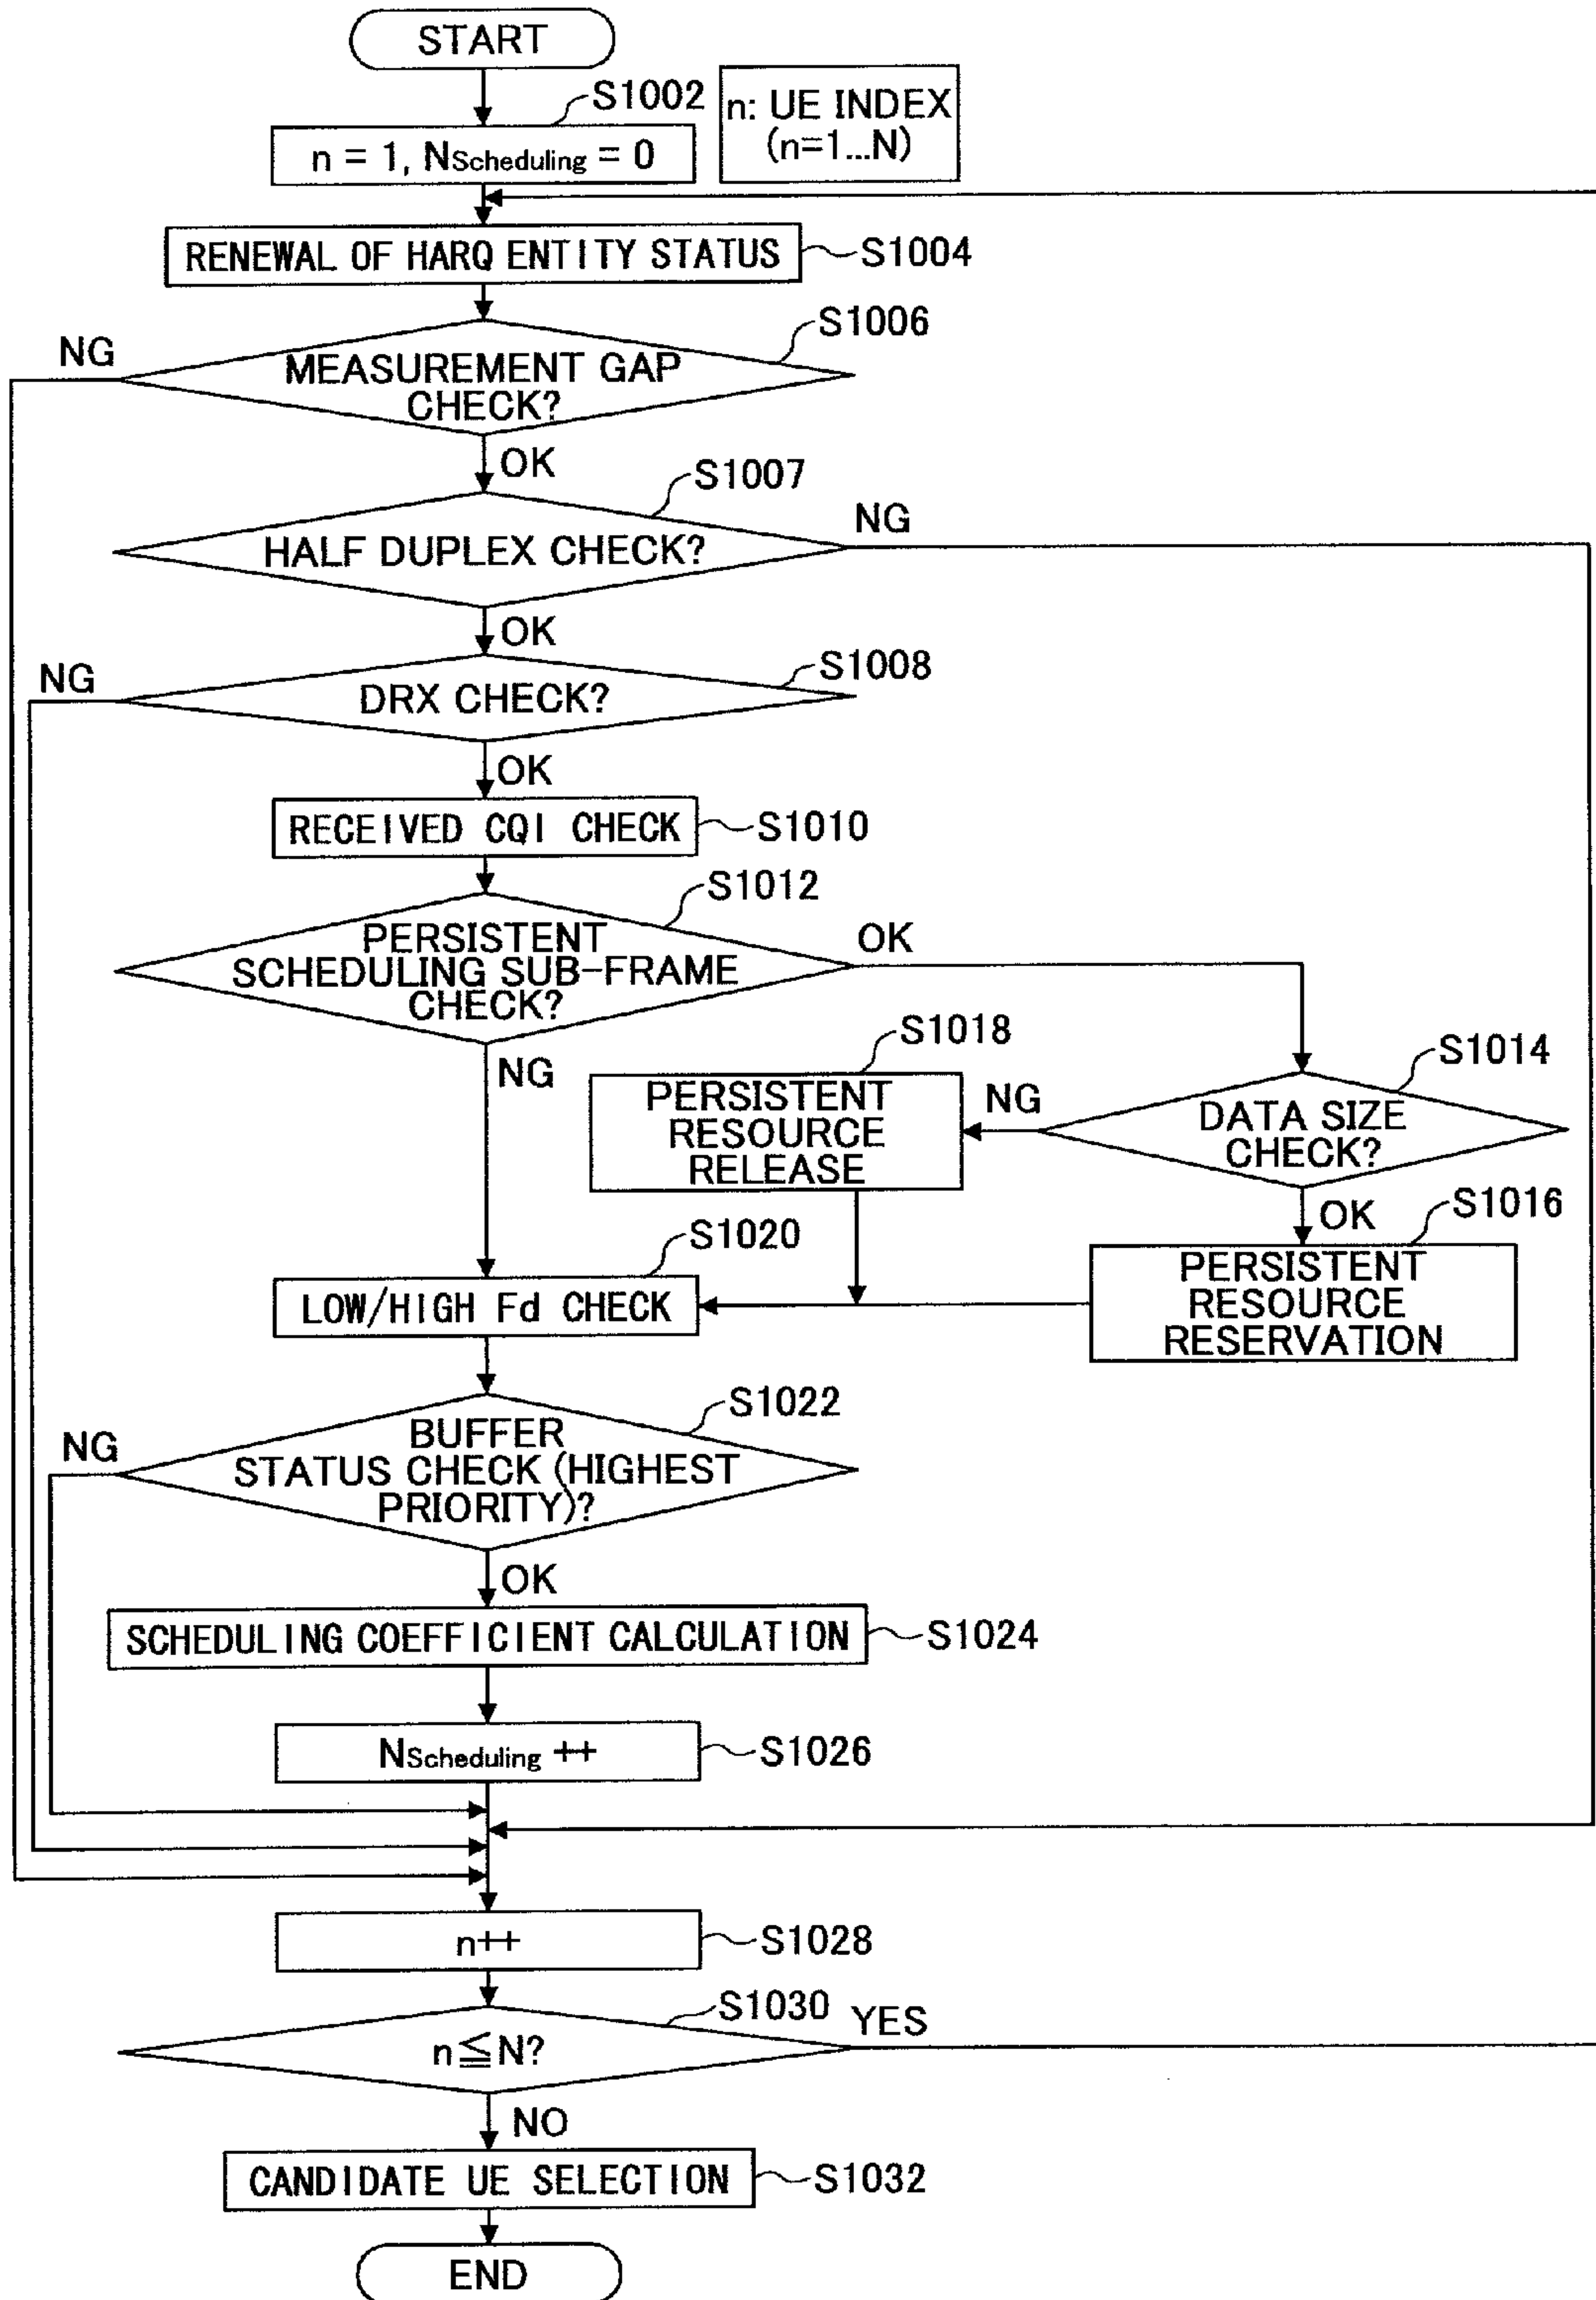 START
S1002
n: UE INDEX
(n=1...N)
n = 1, NScheduling = 0
RENEWAL OF HARQ ENTITY STATUS
S1004
S1006
NG
MEASUREMENT GAP
CHECK?
OK
S1007
NG
HALF DUPLEX CHECK?
OK
S1008
NG
DRX CHECK?
OK
RECEIVED CQI CHECK
S1010
S1012
PERSISTENT
SCHEDULING SUB-FRAME
CHECK?
OK
NG
S1018
PERSISTENT
RESOURCE
RELEASE
NG
S1014
DATA SIZE
CHECK?
OK
S1016
PERSISTENT
RESOURCE
RESERVATION
S1020
LOW/HIGH Fd CHECK
S1022
NG
BUFFER
STATUS CHECK (HIGHEST
PRIORITY)?
OK
SCHEDULING COEFFICIENT CALCULATION
S1024
NScheduling ++
S1026
n++
S1028
S1030
YES
n≦N?
NO
CANDIDATE UE SELECTION
S1032
END